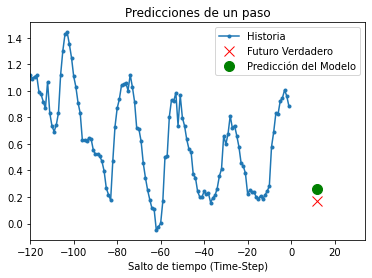 Predicciones de un paso
Historia
Futuro Verdadero
Predicción del Modelo
1.4
1.2
1.0
0.8
0.6
0.4
0.2
0.0
−120 −100 −80 −60 −40 −20 0 20
Salto de tiempo (Time-Step)